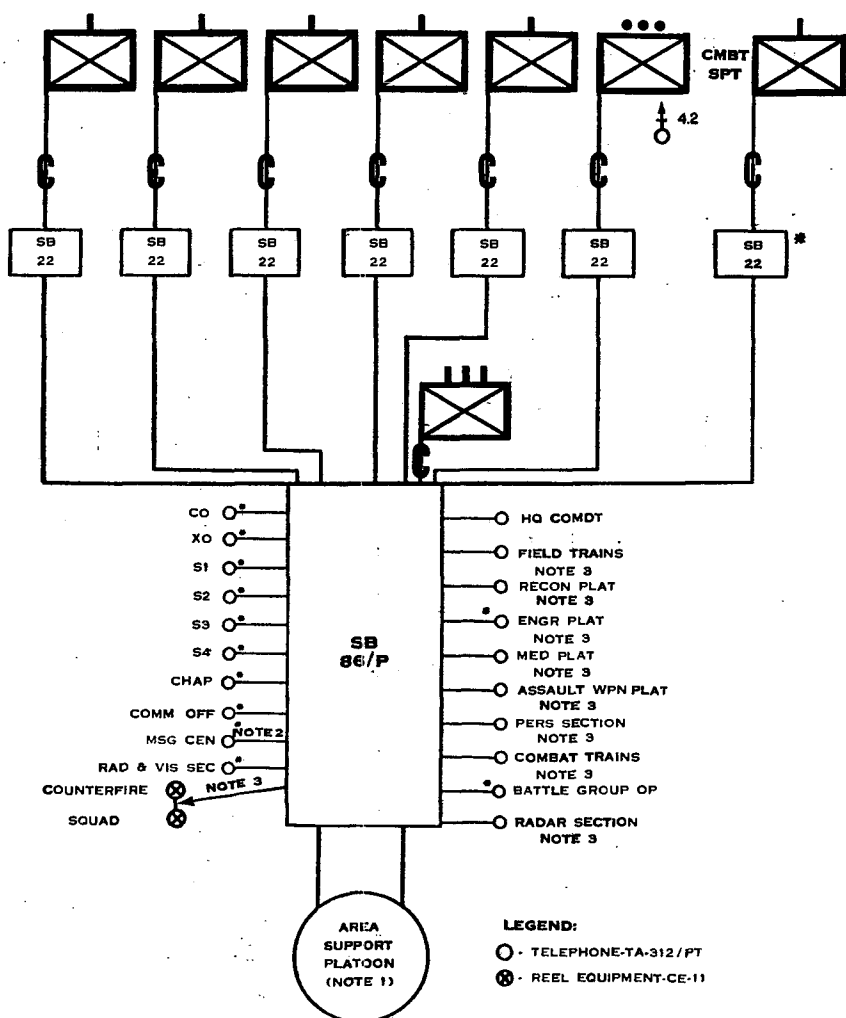 CMBT
SPT
4.2
C C C C C C C
SB
22
SB
22
SB
22
SB
22
SB
22
SB
22
SB
22
*
C
CO *
XO *
S1 *
S2 *
S3 *
S4 *
CHAP *
COMM OFF *
MSG CEN * NOTE 2
RAD & VIS SEC *
COUNTERFIRE NOTE 3
SQUAD
SB
86/P
HQ COMDT
FIELD TRAINS
NOTE 3
RECON PLAT
NOTE 3
* ENGR PLAT
NOTE 3
MED PLAT
NOTE 3
ASSAULT WPN PLAT
NOTE 3
PERS SECTION
NOTE 3
COMBAT TRAINS
NOTE 3
* BATTLE GROUP OP
RADAR SECTION
NOTE 3
AREA
SUPPORT
PLATOON
(NOTE 1)
LEGEND:
- TELEPHONE-TA-312/PT
- REEL EQUIPMENT-CE-11